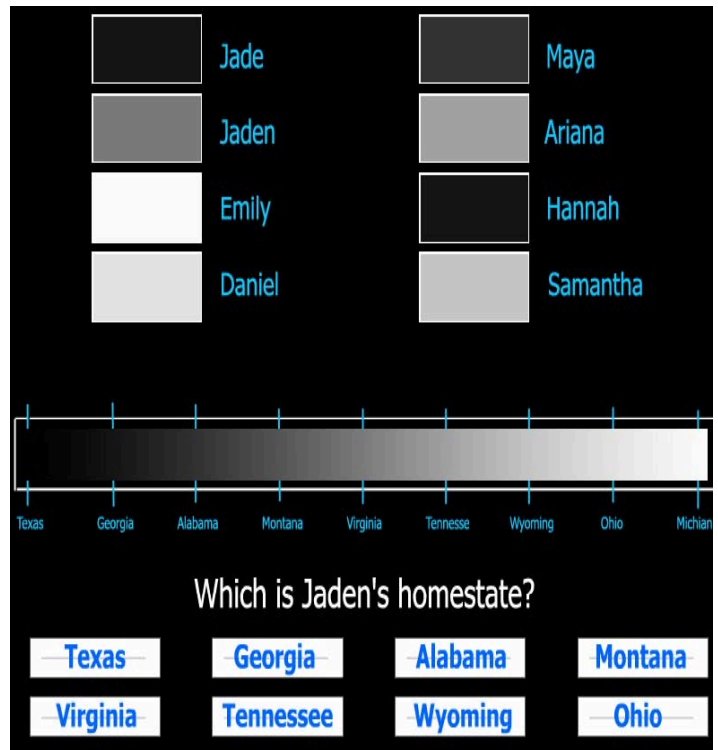 Jade Maya
Jaden Ariana
Emily Hannah
Daniel Samantha
Texas Georgia Alabama Montana Virginia Tennesse Wyoming Ohio Michian
Which is Jaden's homestate?
Texas Georgia Alabama Montana
Virginia Tennessee Wyoming Ohio